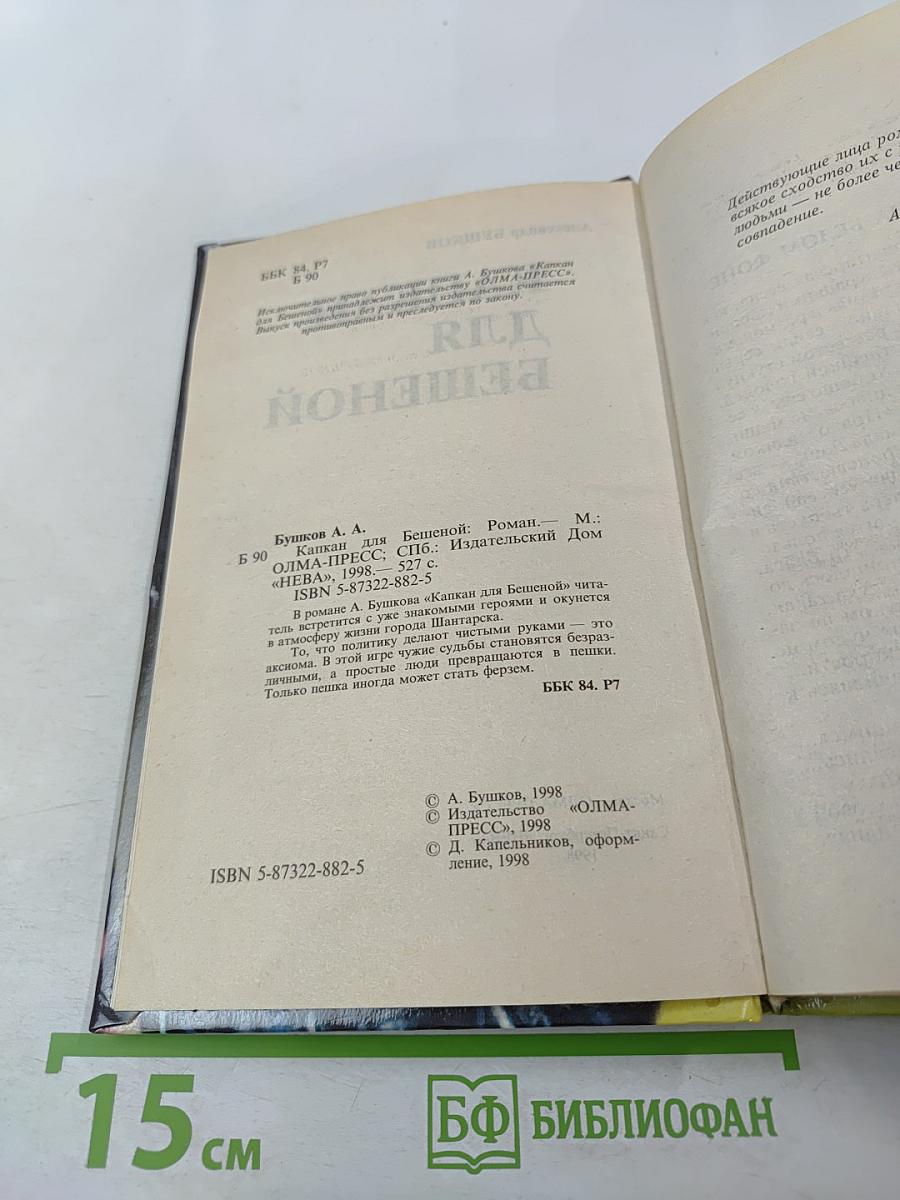 ББК 84. Р7
Б 90
Исключительное право публикации книги А. Бушкова «Капкан
для Бешеной» принадлежит издательству «ОЛМА-ПРЕСС».
Выпуск произведения без разрешения издательства считается
противоправным и преследуется по закону.
Александр БУШКОВ
ДЛЯ
БЕШЕНОЙ
Бушков А. А.
Б 90 Капкан для Бешеной: Роман.— М.:
ОЛМА-ПРЕСС; СПб.: Издательский Дом
«НЕВА», 1998.— 527 с.
ISBN 5-87322-882-5
В романе А. Бушкова «Капкан для Бешеной» чита-
тель встретится с уже знакомыми героями и окунется
в атмосферу жизни города Шантарска.
То, что политику делают чистыми руками — это
аксиома. В этой игре чужие судьбы становятся безраз-
личными, а простые люди превращаются в пешки.
Только пешка иногда может стать ферзем.
ББК 84. Р7
© А. Бушков, 1998
© Издательство «ОЛМА-
ПРЕСС», 1998
© Д. Капельников, оформ-
ление, 1998
ISBN 5-87322-882-5
Действующие лица ро
всякое сходство их с
людьми — не более че
совпадение.
А
15 см
БФ БИБЛИОФАН